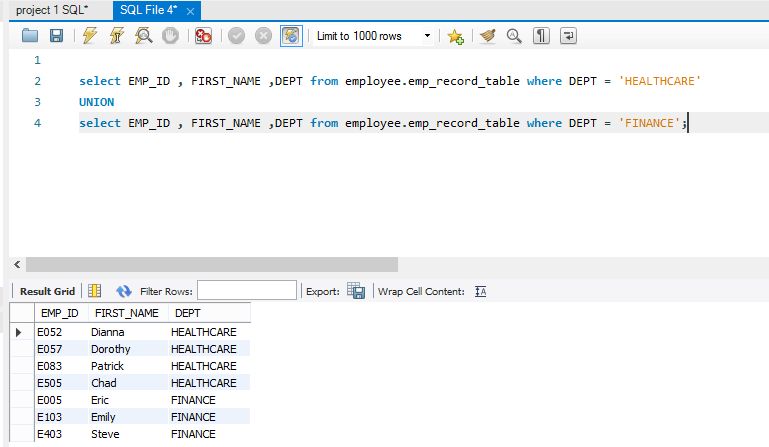 project 1 SQL* SQL File 4* ×
Limit to 1000 rows
1
2 select EMP_ID , FIRST_NAME ,DEPT from employee.emp_record_table where DEPT = 'HEALTHCARE'
3 UNION
4 select EMP_ID , FIRST_NAME ,DEPT from employee.emp_record_table where DEPT = 'FINANCE';
Result Grid Filter Rows: Export: Wrap Cell Content: IA
EMP_ID FIRST_NAME DEPT
E052 Dianna HEALTHCARE
E057 Dorothy HEALTHCARE
E083 Patrick HEALTHCARE
E505 Chad HEALTHCARE
E005 Eric FINANCE
E103 Emily FINANCE
E403 Steve FINANCE